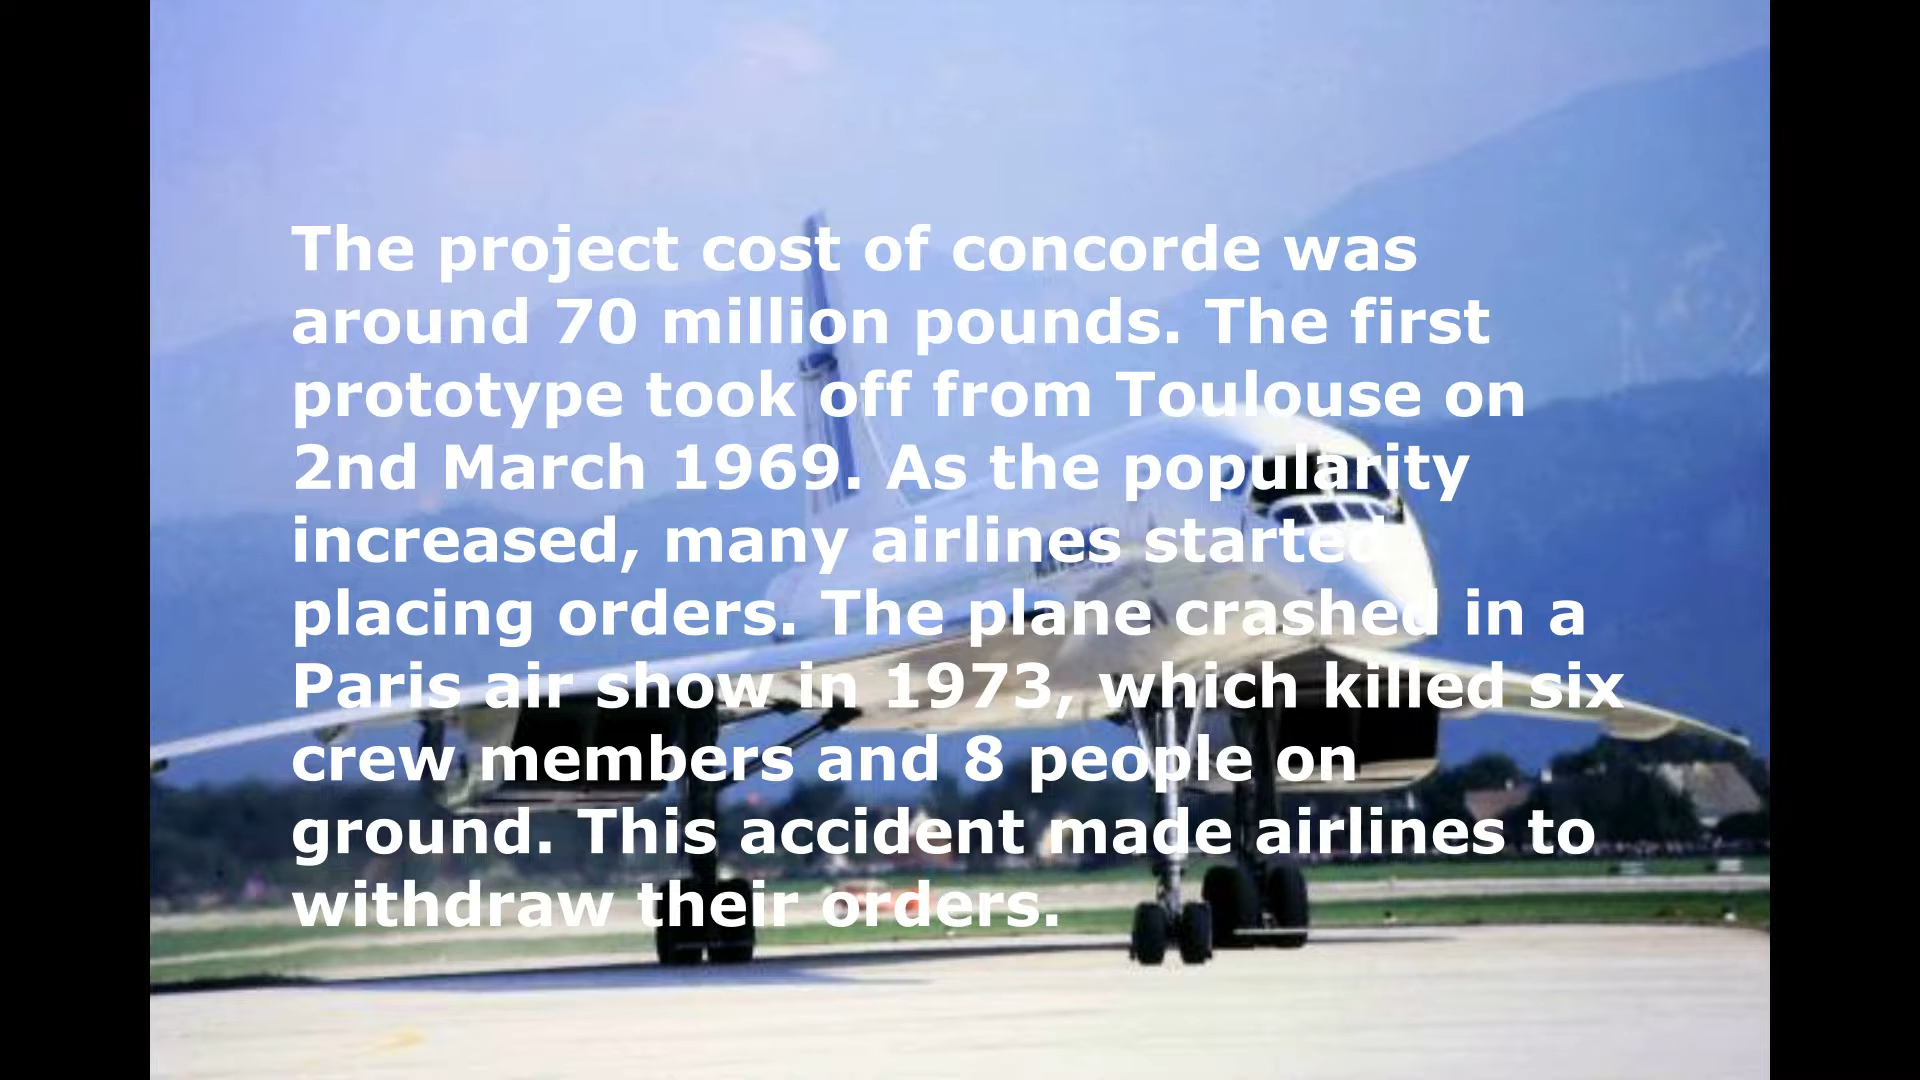 The project cost of concorde was
around 70 million pounds. The first
prototype took off from Toulouse on
2nd March 1969. As the popularity
increased, many airlines started
placing orders. The plane crashed in a
Paris air show in 1973, which killed six
crew members and 8 people on
ground. This accident made airlines to
withdraw their orders.